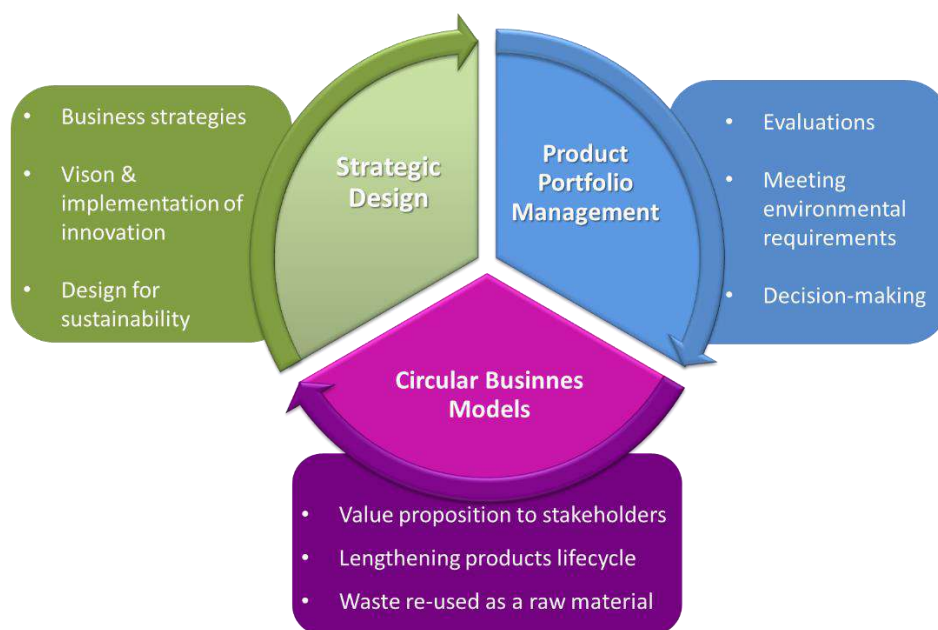 Strategic
Design
• Business strategies
• Vison &
implementation of
innovation
• Design for
sustainability
Product
Portfolio
Management
• Evaluations
• Meeting
environmental
requirements
• Decision-making
Circular Businnes
Models
• Value proposition to stakeholders
• Lengthening products lifecycle
• Waste re-used as a raw material